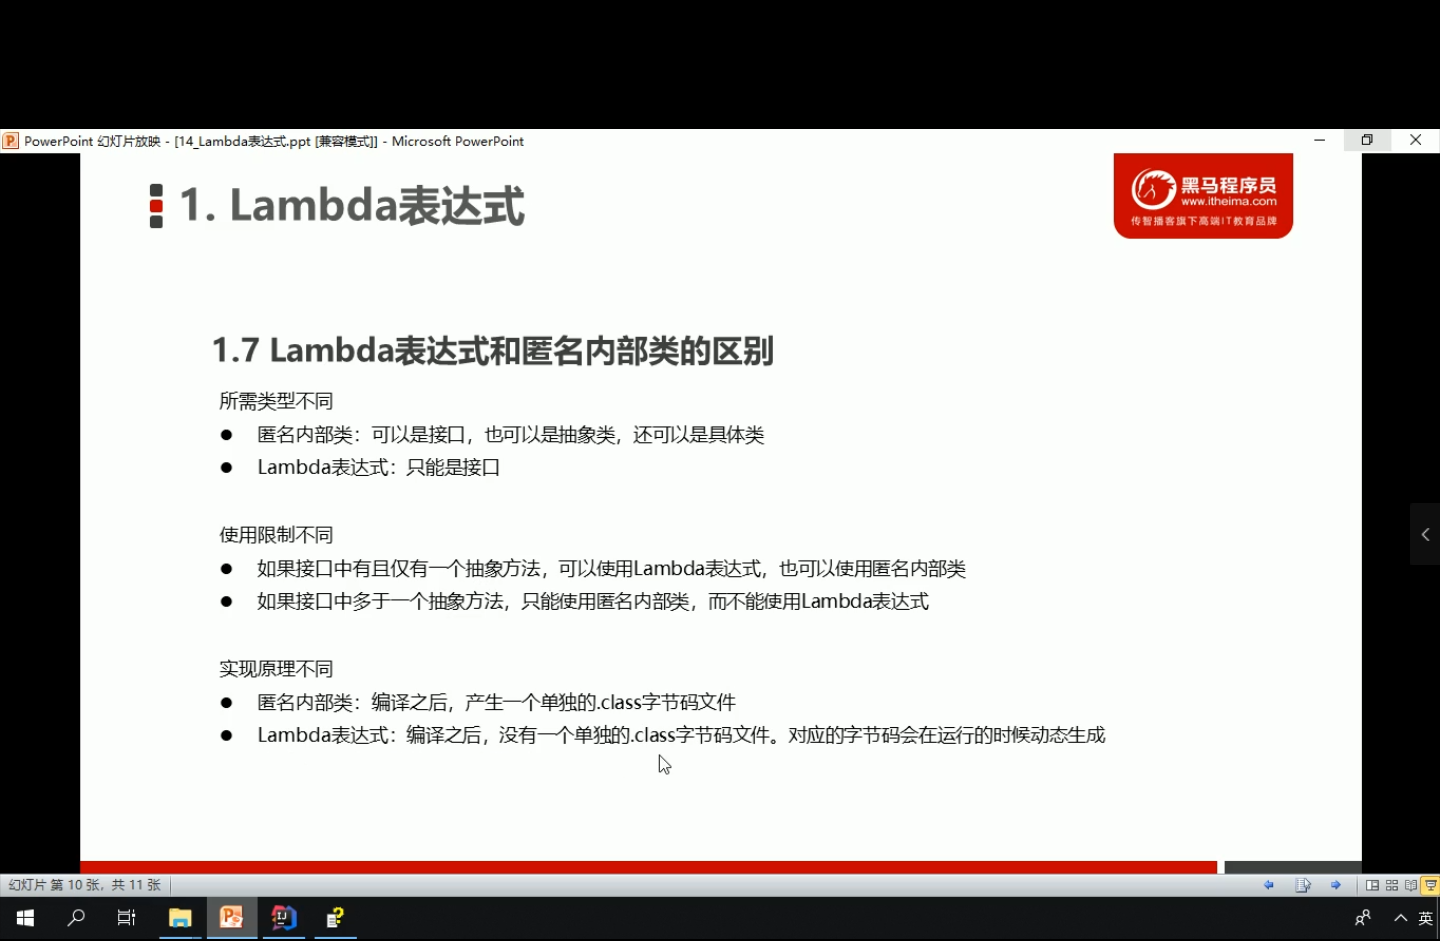 PowerPoint 幻灯片放映 - [14_Lambda表达式.ppt [兼容模式]] - Microsoft PowerPoint
1. Lambda表达式
黑马程序员
www.itheima.com
传智播客旗下高端IT教育品牌
1.7 Lambda表达式和匿名内部类的区别
所需类型不同
● 匿名内部类：可以是接口，也可以是抽象类，还可以是具体类
● Lambda表达式：只能是接口
使用限制不同
● 如果接口中有且仅有一个抽象方法，可以使用Lambda表达式，也可以使用匿名内部类
● 如果接口中多于一个抽象方法，只能使用匿名内部类，而不能使用Lambda表达式
实现原理不同
● 匿名内部类：编译之后，产生一个单独的.class字节码文件
● Lambda表达式：编译之后，没有一个单独的.class字节码文件。对应的字节码会在运行的时候动态生成
幻灯片 第 10 张，共 11 张
英